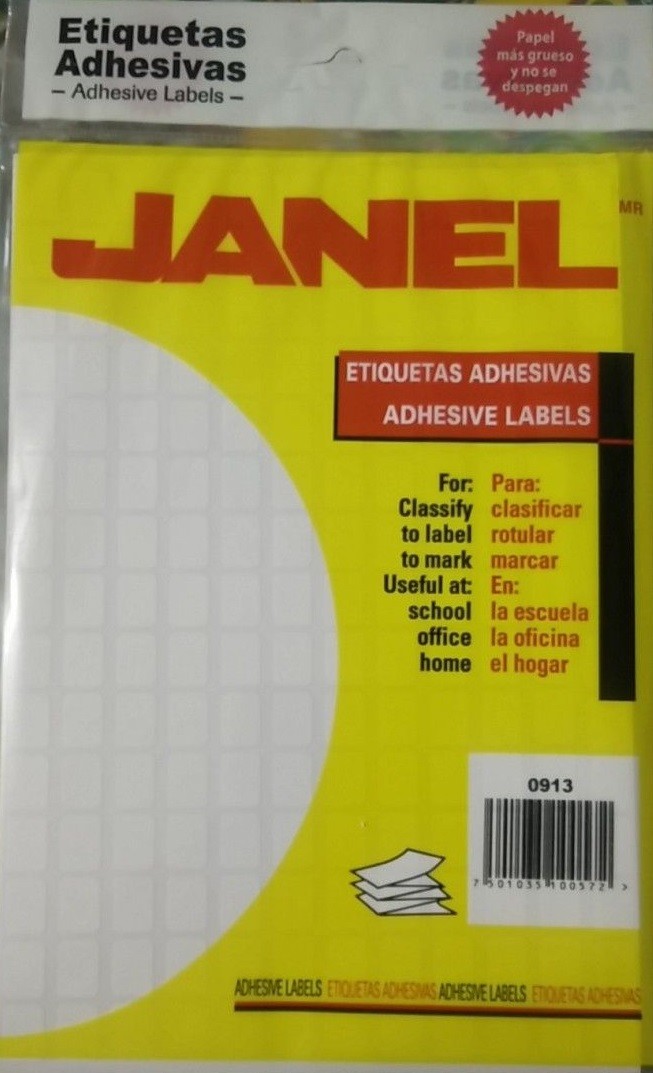 Etiquetas
Adhesivas
– Adhesive Labels –
Papel
más grueso
y no se
despegan
JANEL MR
ETIQUETAS ADHESIVAS
ADHESIVE LABELS
For: Para:
Classify clasificar
to label rotular
to mark marcar
Useful at: En:
school la escuela
office la oficina
home el hogar
0913
7 501035 100572 >
ADHESIVE LABELS ETIQUETAS ADHESIVAS ADHESIVE LABELS ETIQUETAS ADHESIVAS